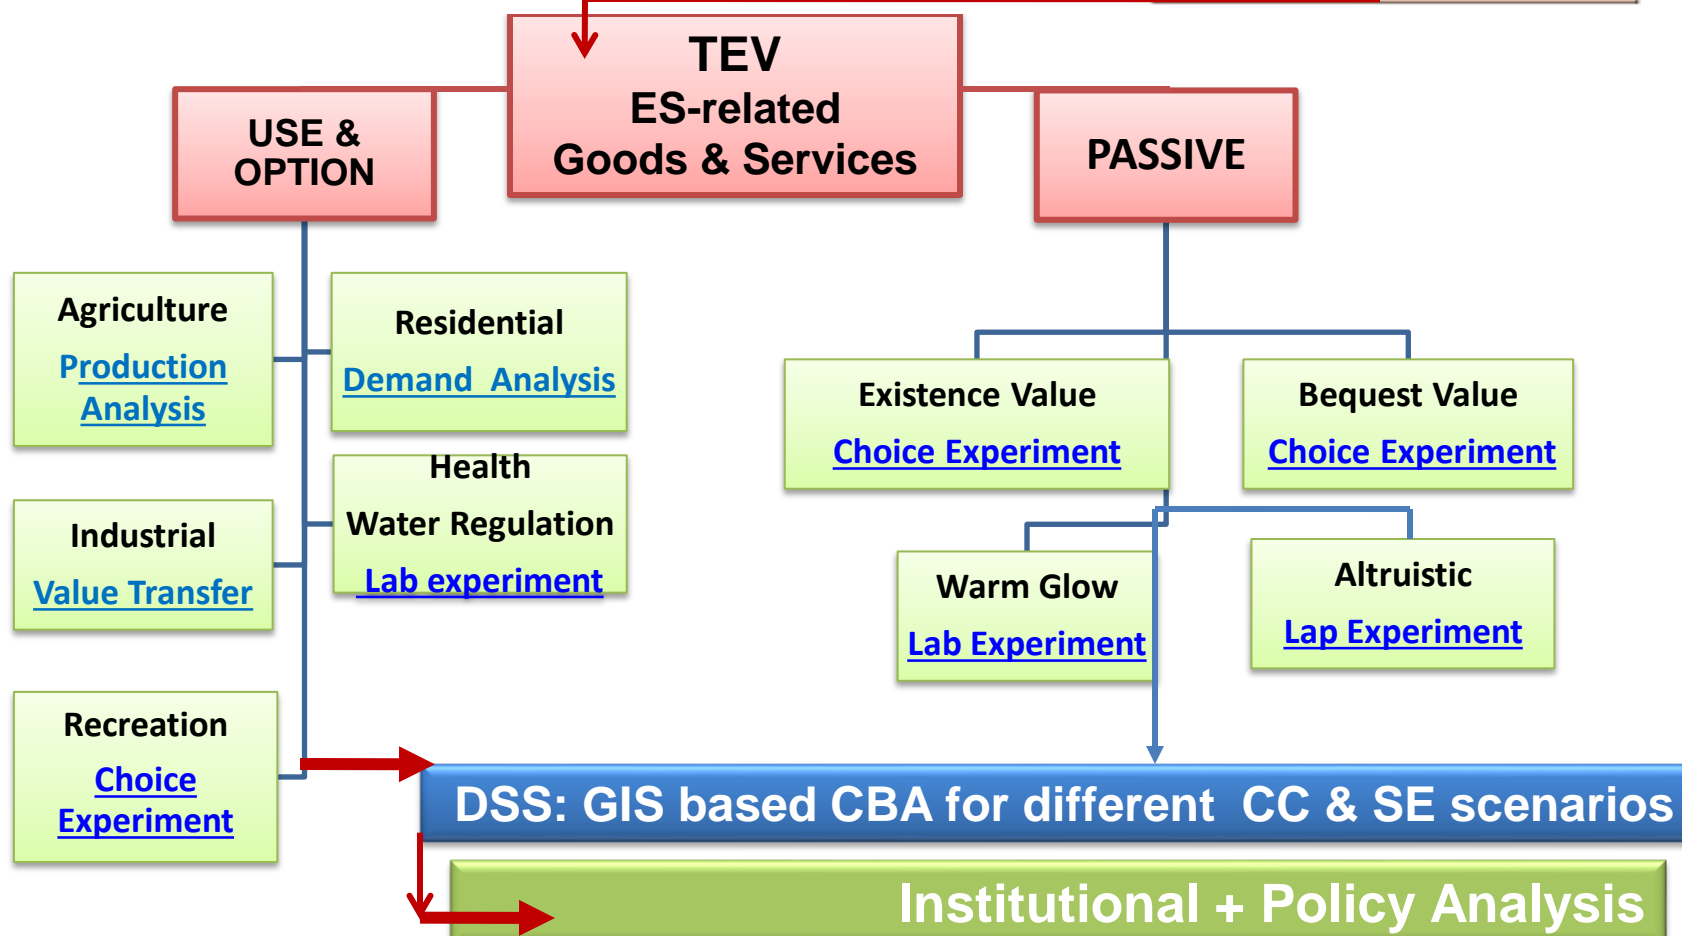 TEV
ES-related
Goods & Services
USE &
OPTION
PASSIVE
Agriculture
Production
Analysis
Residential
Demand  Analysis
Health
Water Regulation
Lab experiment
Industrial
Value Transfer
Recreation
Choice
Experiment
Existence Value
Choice Experiment
Bequest Value
Choice Experiment
Warm Glow
Lab Experiment
Altruistic
Lap Experiment
DSS: GIS based CBA for different  CC & SE scenarios
Institutional + Policy Analysis